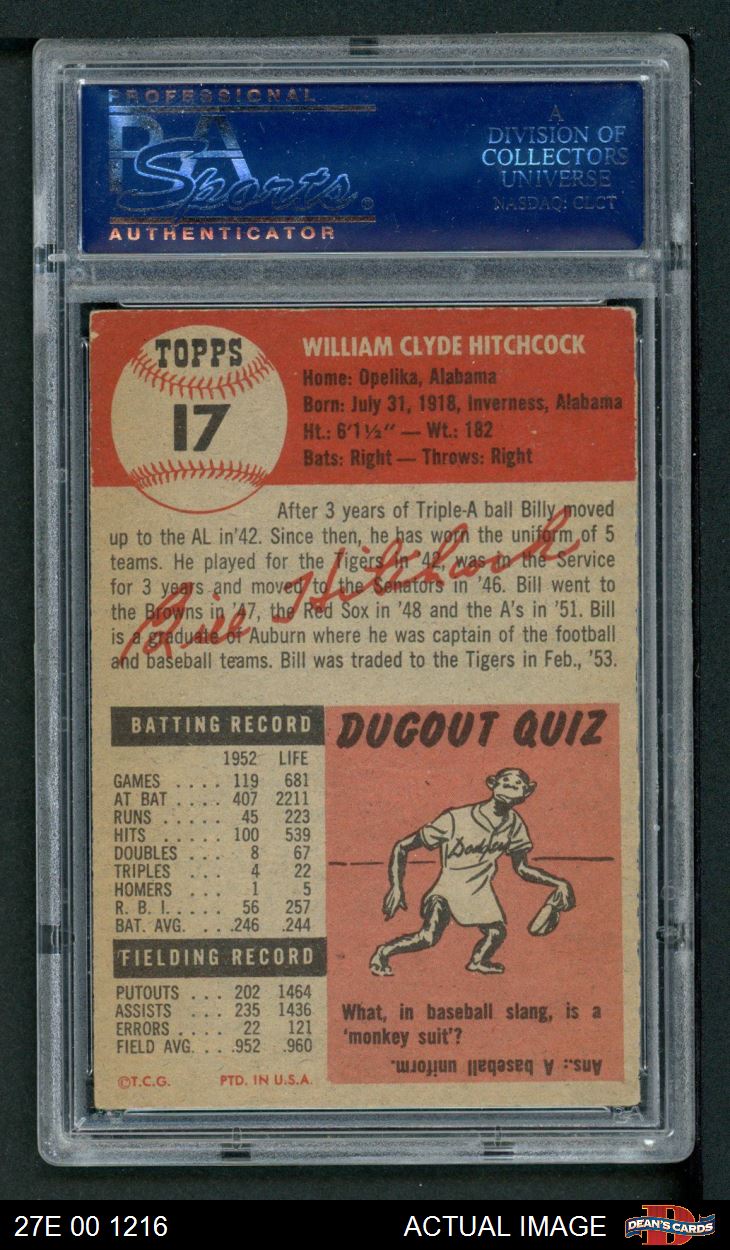 PROFESSIONAL
PSA
Sports®
AUTHENTICATOR
A
DIVISION OF
COLLECTORS
UNIVERSE
NASDAQ: CLCT
TOPPS
17
WILLIAM CLYDE HITCHCOCK
Home: Opelika, Alabama
Born: July 31, 1918, Inverness, Alabama
Ht.: 6'1½" — Wt.: 182
Bats: Right — Throws: Right
After 3 years of Triple-A ball Billy moved
up to the AL in '42. Since then, he has worn the uniform of 5
teams. He played for the Tigers in '42, was in the Service
for 3 years and moved to the Senators in '46. Bill went to
the Browns in '47, the Red Sox in '48 and the A's in '51. Bill
is a graduate of Auburn where he was captain of the football
and baseball teams. Bill was traded to the Tigers in Feb., '53.
Bill Hitchcock
BATTING RECORD
1952 LIFE
GAMES .... 119 681
AT BAT .... 407 2211
RUNS .... 45 223
HITS ..... 100 539
DOUBLES ... 8 67
TRIPLES ... 4 22
HOMERS ... 1 5
R. B. I. .... 56 257
BAT. AVG. .. .246 .244
FIELDING RECORD
PUTOUTS ... 202 1464
ASSISTS ... 235 1436
ERRORS .... 22 121
FIELD AVG. .. .952 .960
©T.C.G. PTD. IN U.S.A.
DUGOUT QUIZ
Dodgers
What, in baseball slang, is a
'monkey suit'?
Ans.: A baseball uniform.
27E 00 1216
ACTUAL IMAGE
D
DEAN'S CARDS